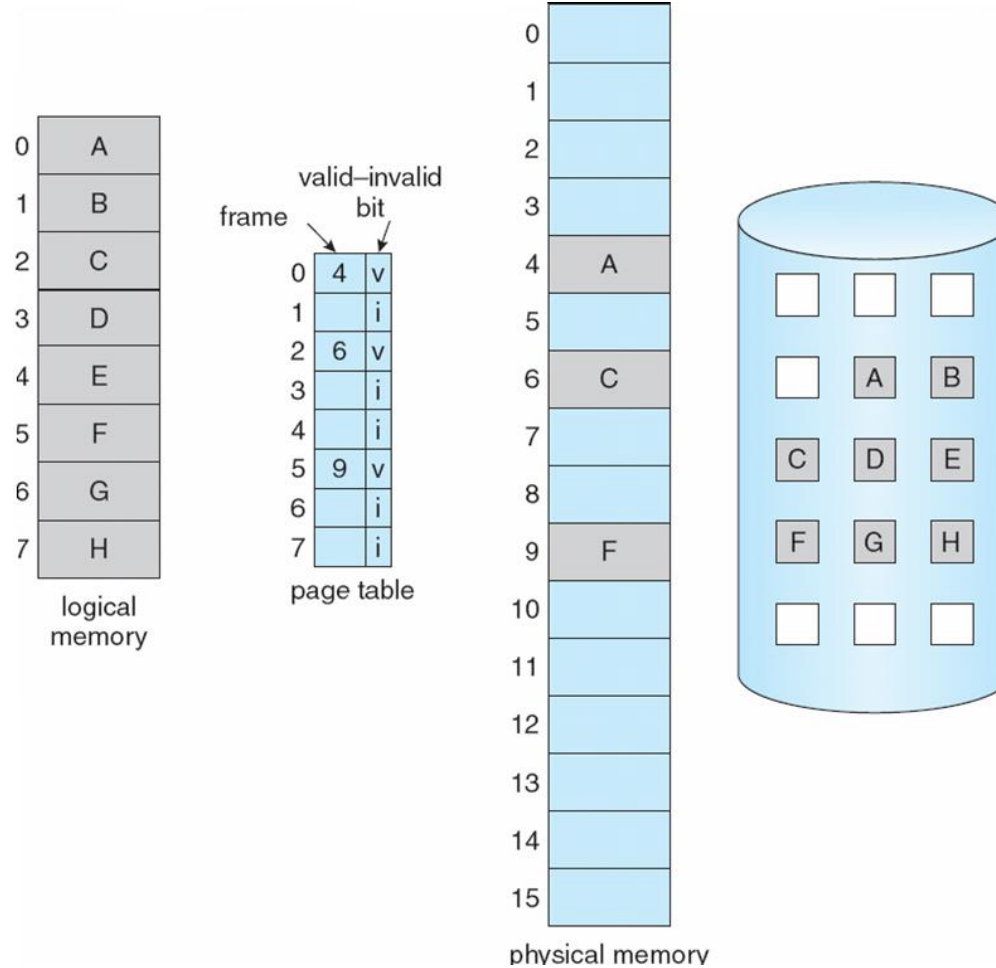 0 A
1 B
2 C
3 D
4 E
5 F
6 G
7 H
logical
memory
valid–invalid
bit
frame
0 4 v
1 i
2 6 v
3 i
4 i
5 9 v
6 i
7 i
page table
0
1
2
3
4 A
5
6 C
7
8
9 F
10
11
12
13
14
15
physical memory
A B
C D E
F G H